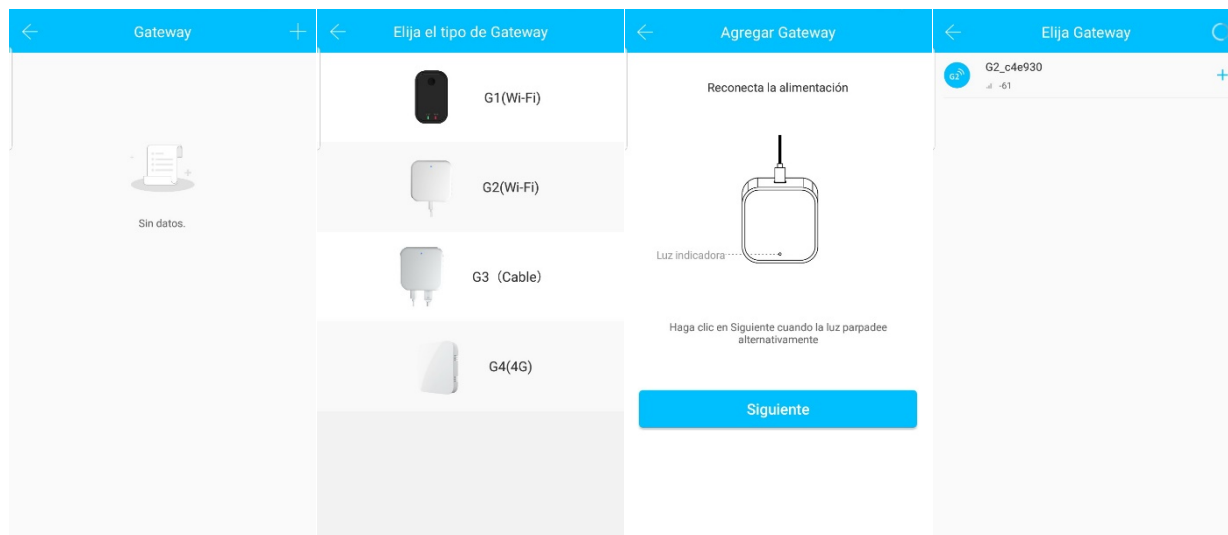 Gateway
Sin datos.
Elija el tipo de Gateway
G1(Wi-Fi)
G2(Wi-Fi)
G3（Cable）
G4(4G)
Agregar Gateway
Reconecta la alimentación
Luz indicadora
Haga clic en Siguiente cuando la luz parpadee
alternativamente
Siguiente
Elija Gateway
G2
G2_c4e930
-61